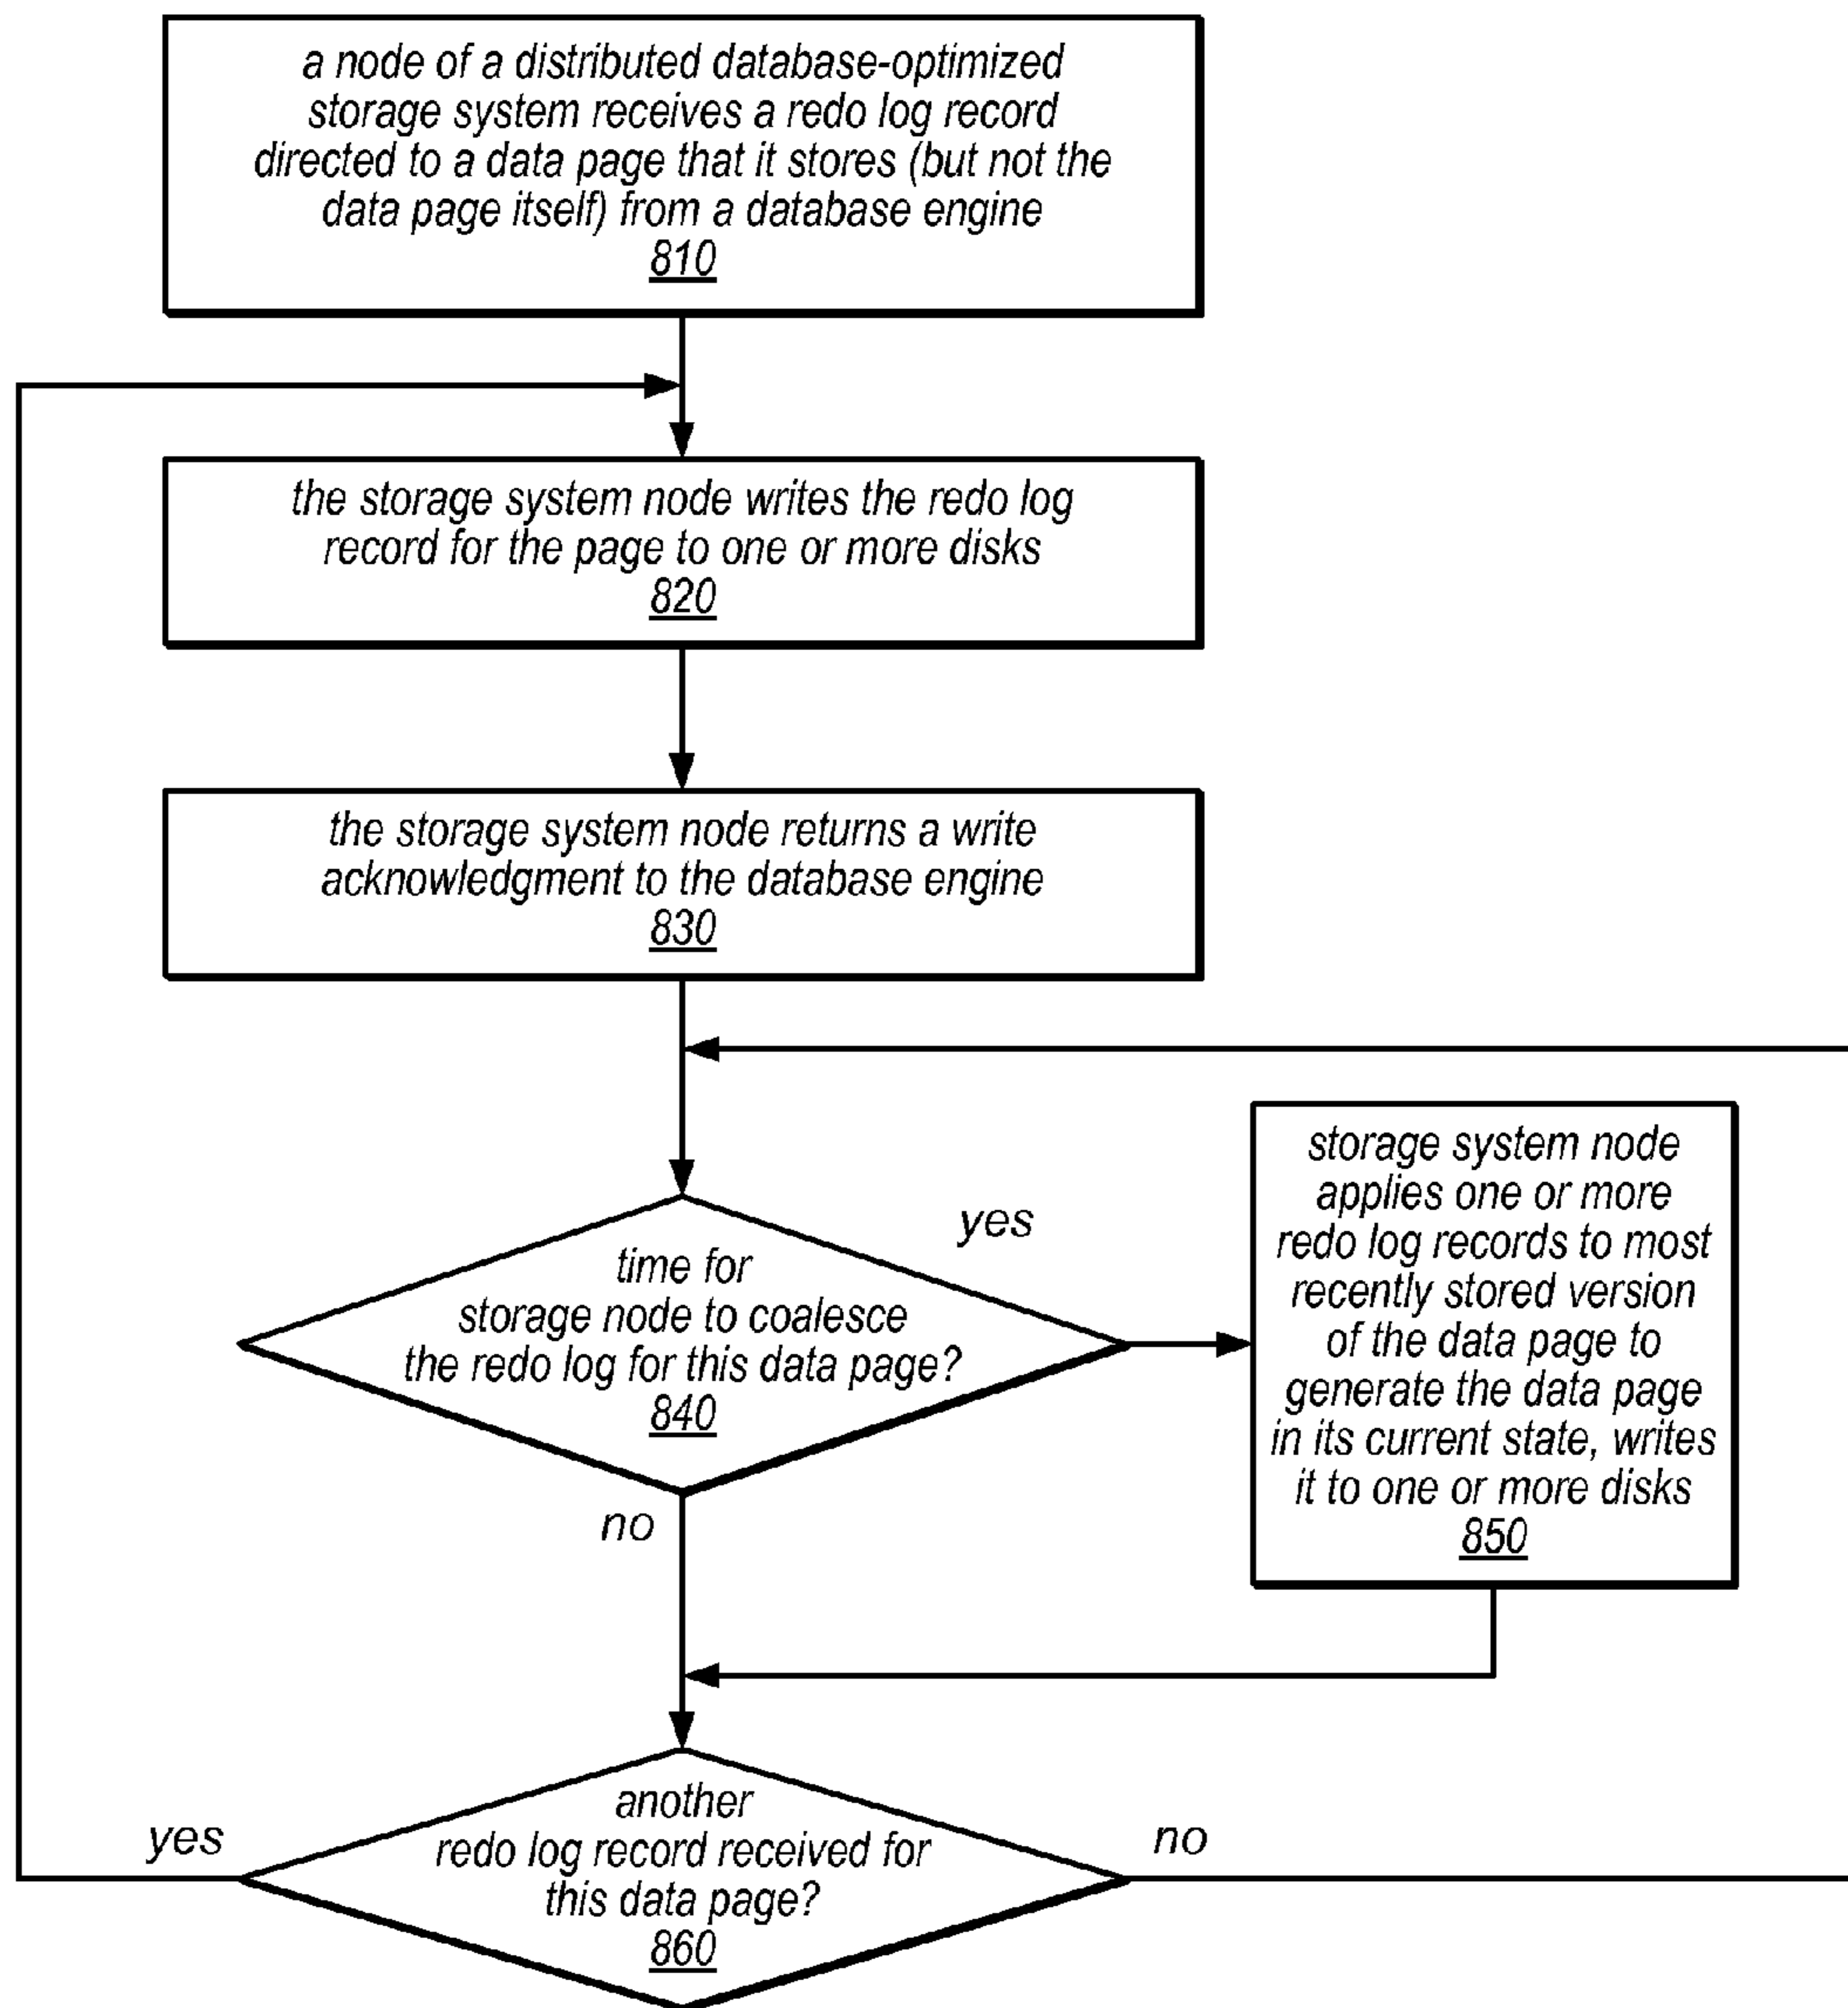 a node of a distributed database-optimized
storage system receives a redo log record
directed to a data page that it stores (but not the
data page itself) from a database engine
810
the storage system node writes the redo log
record for the page to one or more disks
820
the storage system node returns a write
acknowledgment to the database engine
830
time for
storage node to coalesce
the redo log for this data page?
840
yes
no
storage system node
applies one or more
redo log records to most
recently stored version
of the data page to
generate the data page
in its current state, writes
it to one or more disks
850
another
redo log record received for
this data page?
860
yes
no